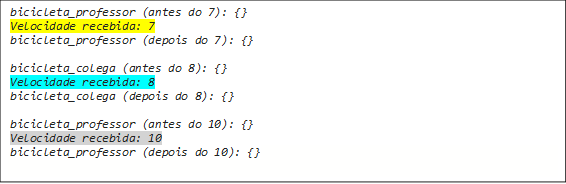 bicicleta_professor (antes do 7): {}
Velocidade recebida: 7
bicicleta_professor (depois do 7): {}
bicicleta_colega (antes do 8): {}
Velocidade recebida: 8
bicicleta_colega (depois do 8): {}
bicicleta_professor (antes do 10): {}
Velocidade recebida: 10
bicicleta_professor (depois do 10): {}